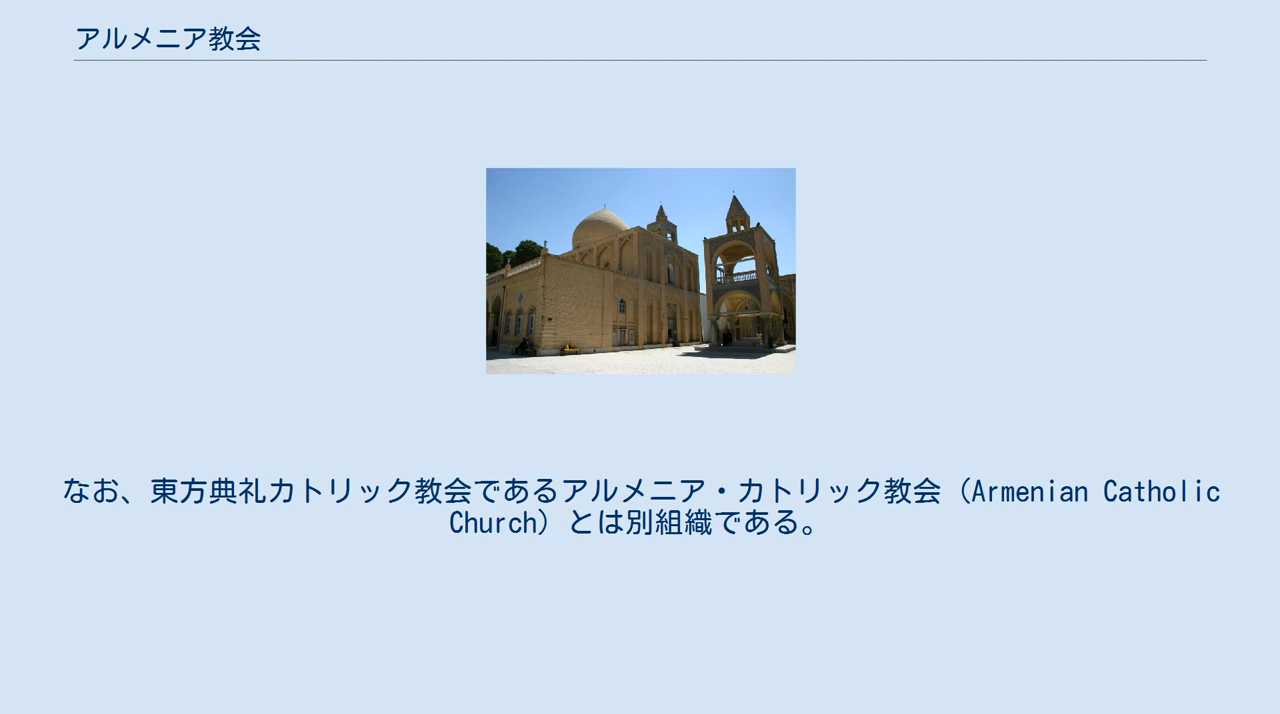 アルメニア教会
なお、東方典礼カトリック教会であるアルメニア・カトリック教会（Armenian Catholic
Church）とは別組織である。